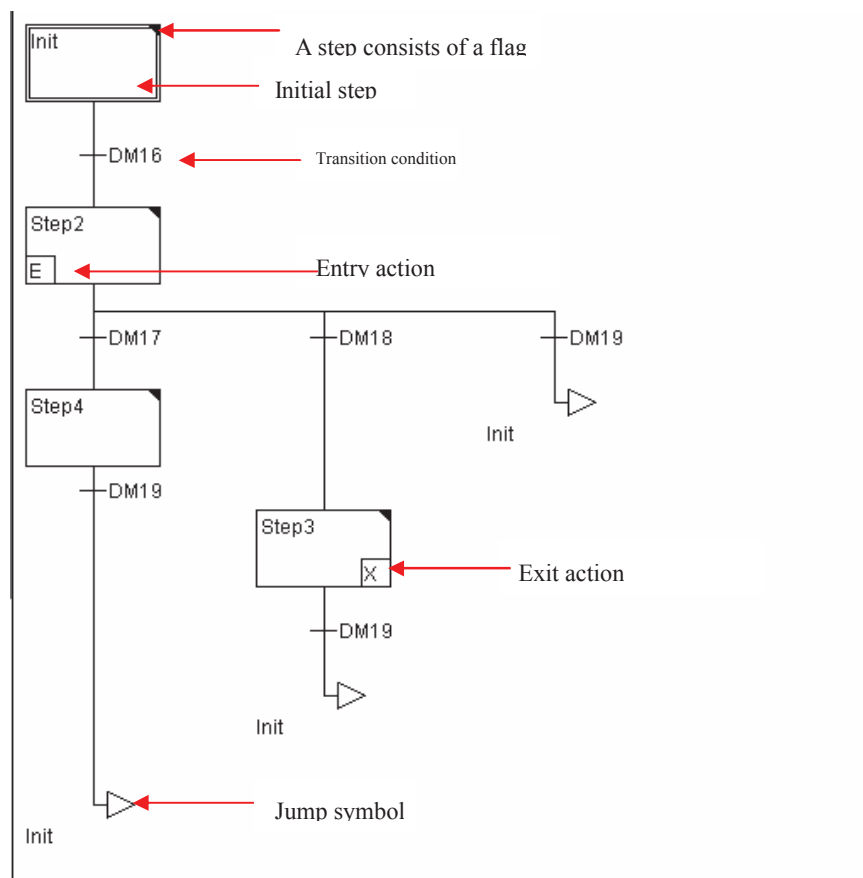 Init
A step consists of a flag
Initial step
DM16
Transition condition
Step2
E
Entry action
DM17
DM18
DM19
Step4
Init
DM19
Step3
X
Exit action
DM19
Init
Jump symbol
Init